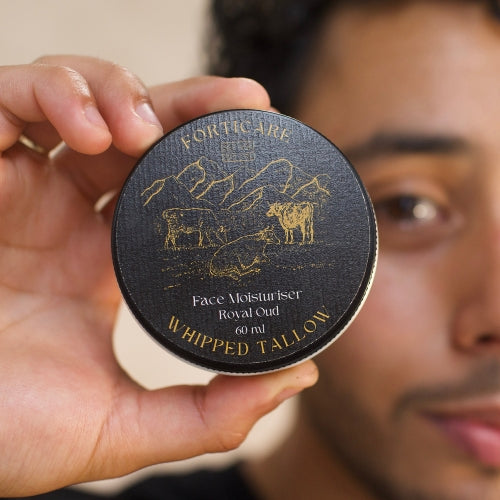 FORTICARE
Face Moisturiser
Royal Oud
60 ml
WHIPPED TALLOW